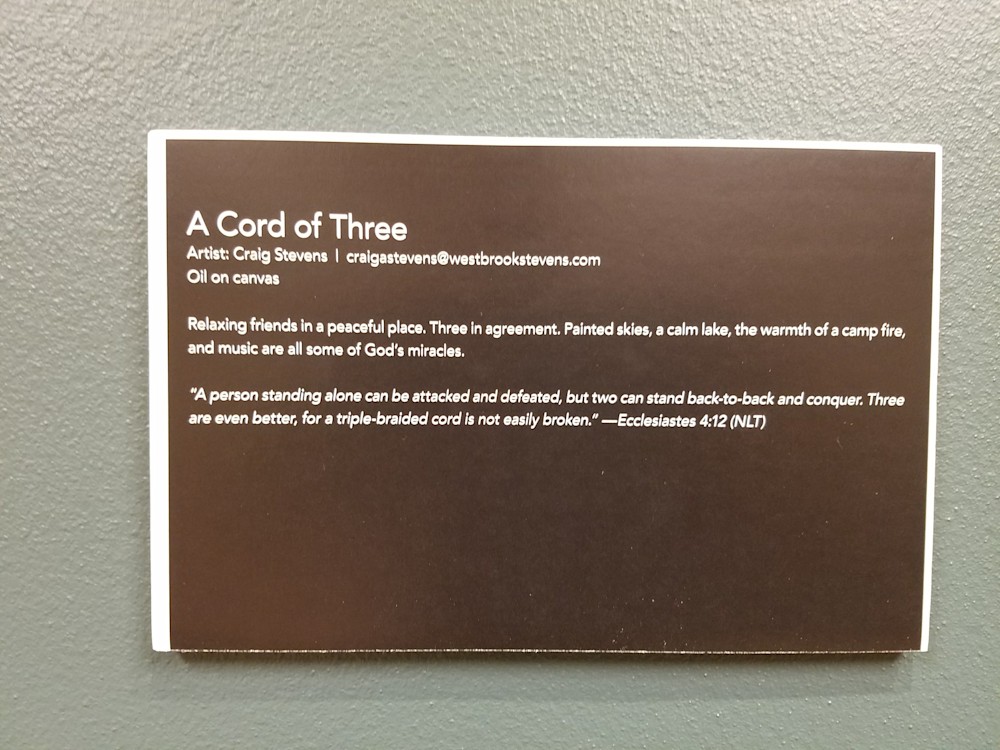 A Cord of Three
Artist: Craig Stevens | craigastevens@westbrookstevens.com
Oil on canvas
Relaxing friends in a peaceful place. Three in agreement. Painted skies, a calm lake, the warmth of a camp fire,
and music are all some of God's miracles.
"A person standing alone can be attacked and defeated, but two can stand back-to-back and conquer. Three
are even better, for a triple-braided cord is not easily broken." —Ecclesiastes 4:12 (NLT)